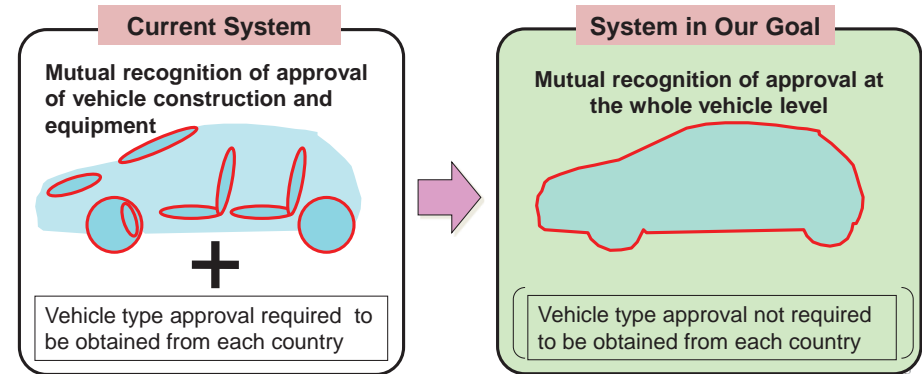 Current System
Mutual recognition of approval
of vehicle construction and
equipment
+
Vehicle type approval required to
be obtained from each country
System in Our Goal
Mutual recognition of approval at
the whole vehicle level
Vehicle type approval not required
to be obtained from each country